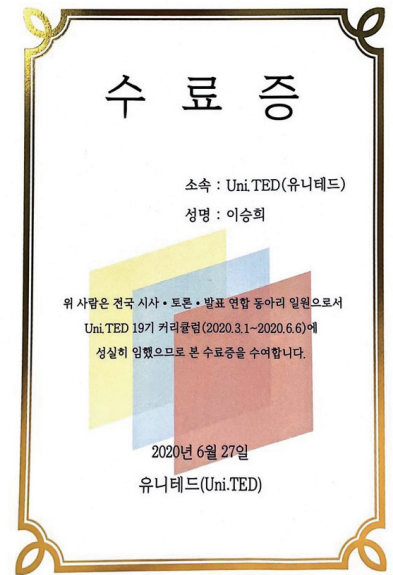 수 료 증
소속 : Uni.TED(유니테드)
성명 : 이승희
위 사람은 전국 시사 • 토론 • 발표 연합 동아리 일원으로서
Uni.TED 19기 커리큘럼(2020.3.1~2020.6.6)에
성실히 임했으므로 본 수료증을 수여합니다.
2020년 6월 27일
유니테드(Uni.TED)